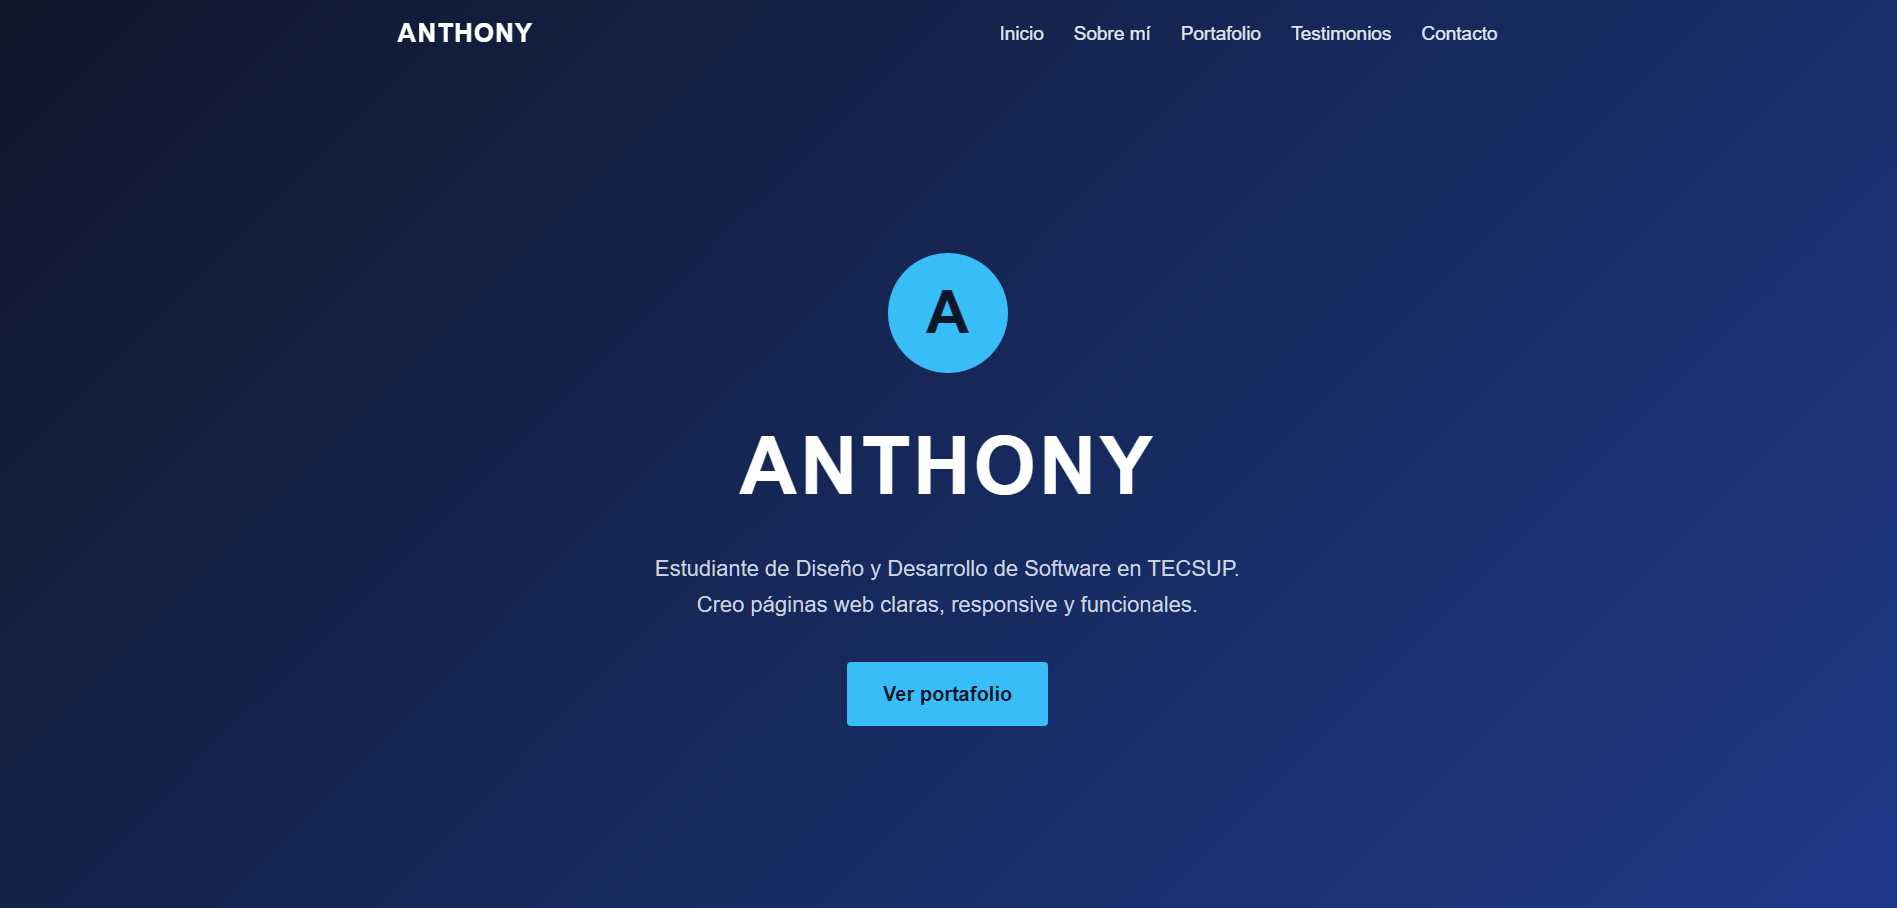 ANTHONY
Inicio Sobre mí Portafolio Testimonios Contacto
A
ANTHONY
Estudiante de Diseño y Desarrollo de Software en TECSUP.
Creo páginas web claras, responsive y funcionales.
Ver portafolio